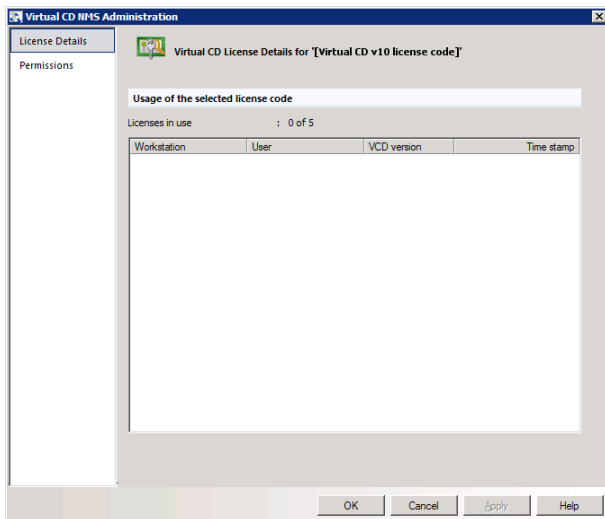 Virtual CD NMS Administration
License Details
Permissions
Virtual CD License Details for '[Virtual CD v10 license code]'
Usage of the selected license code
Licenses in use : 0 of 5
Workstation User VCD version Time stamp
OK Cancel Apply Help